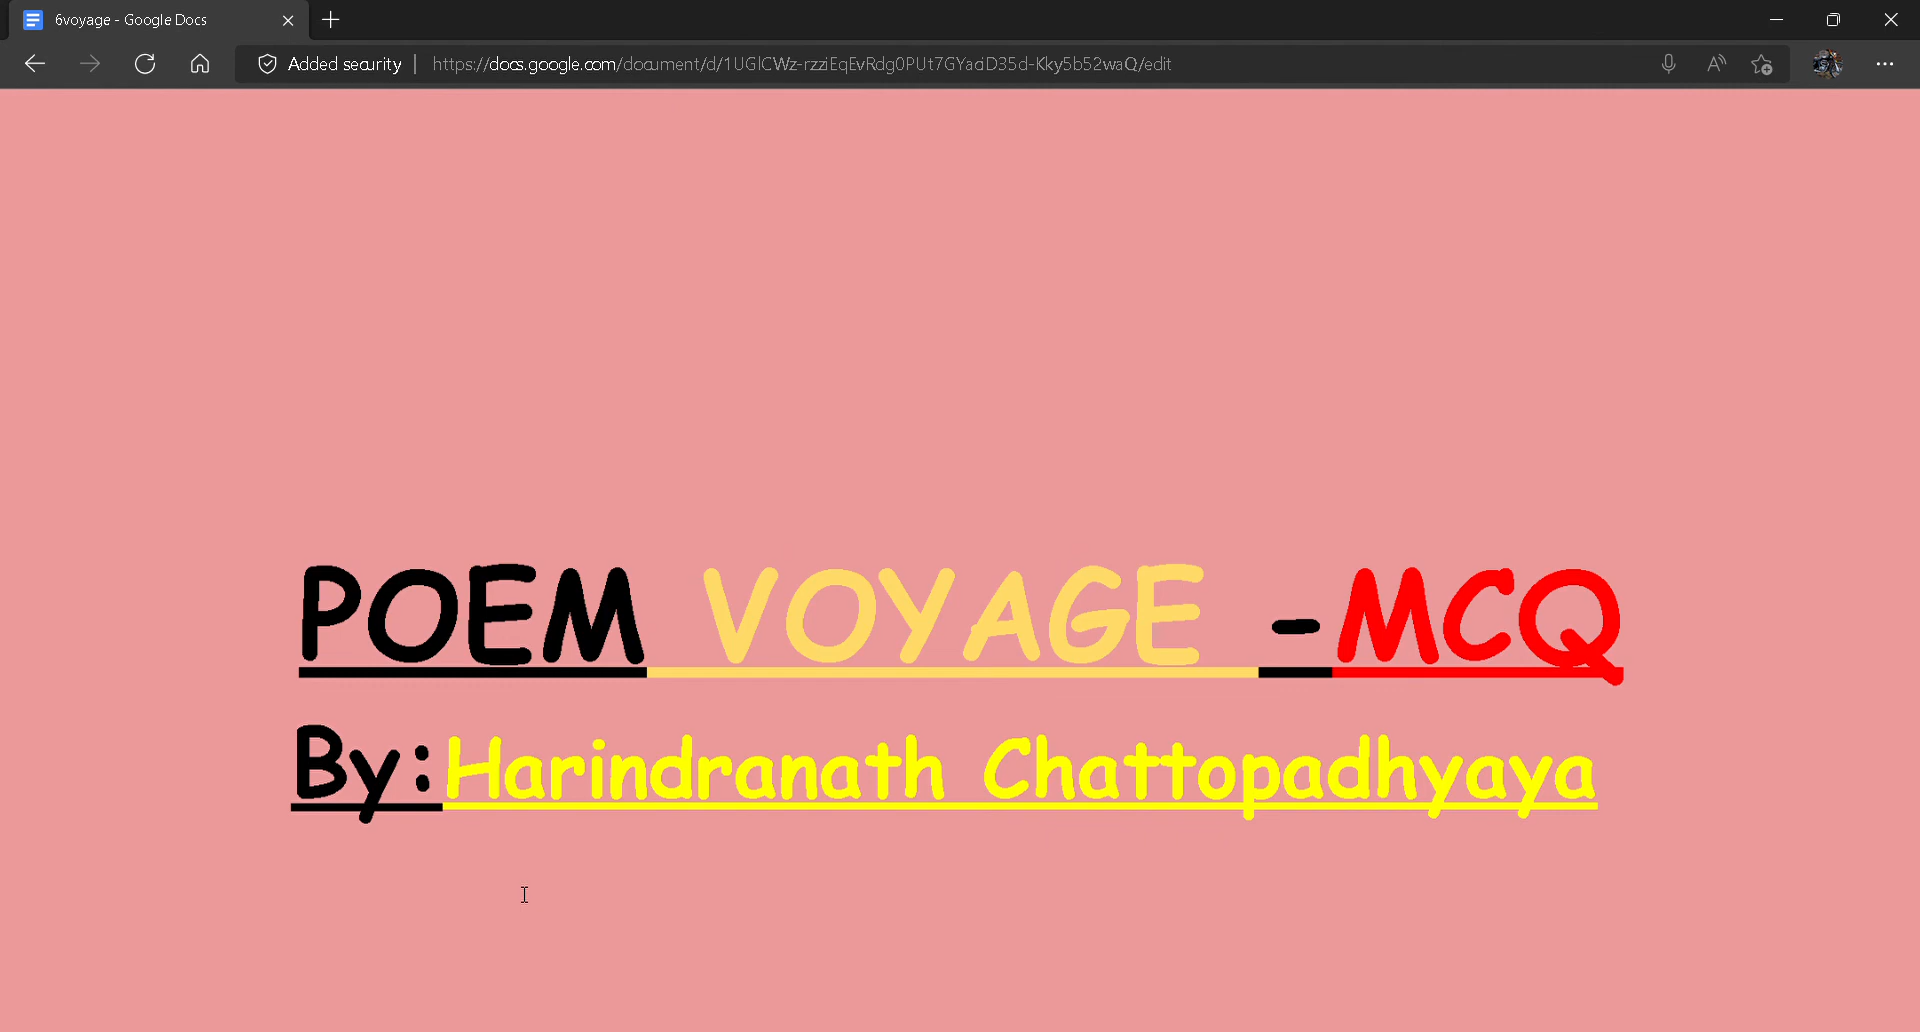 6voyage - Google Docs
Added security | https://docs.google.com/document/d/1UGlCWz-rzziEqEvRdg0PUt7GYaciD35d-Kky5b52waQ/edit
POEM VOYAGE -MCQ
By:Harindranath Chattopadhyaya